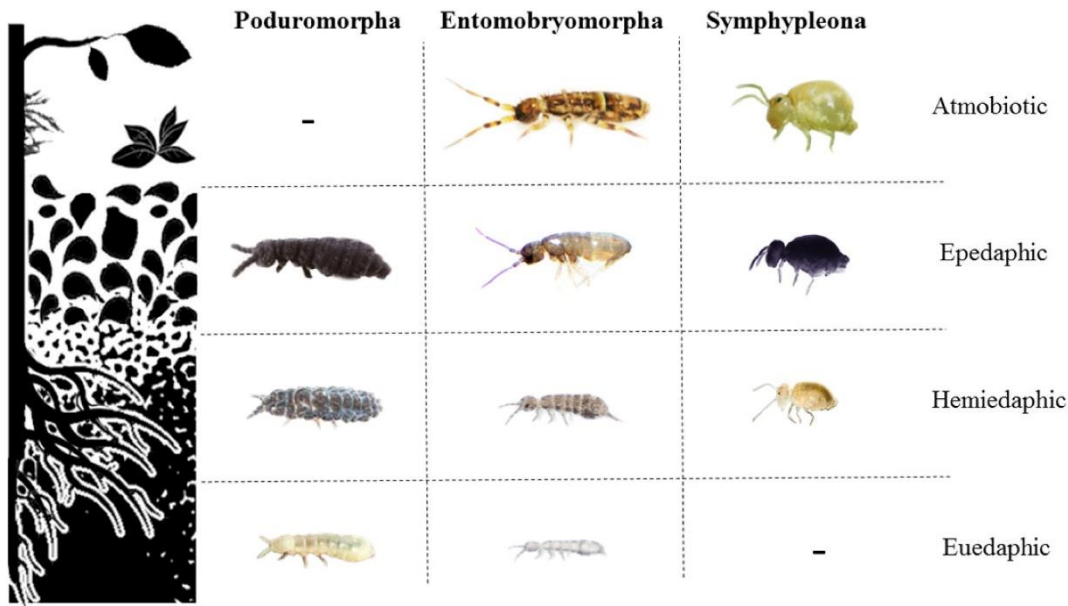 Poduromorpha Entomobryomorpha Symphypleona
- Atmobiotic
Epedaphic
Hemiedaphic
- Euedaphic